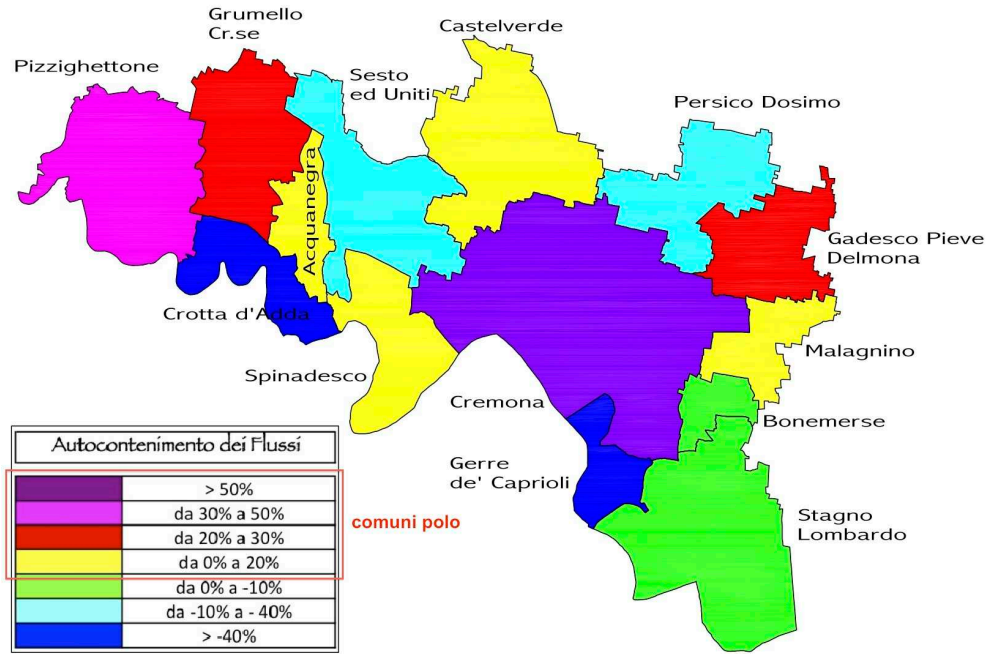 Grumello
Cr.se
Castelverde
Pizzighettone
Sesto
ed Uniti
Persico Dosimo
Acquanegra
Gadesco Pieve
Delmona
Crotta d'Adda
Malagnino
Spinadesco
Cremona
Bonemerse
Gerre
de' Caprioli
Stagno
Lombardo
Autocontenimento dei Flussi
> 50%
da 30% a 50%
da 20% a 30%
da 0% a 20%
da 0% a -10%
da -10% a - 40%
> -40%
comuni polo